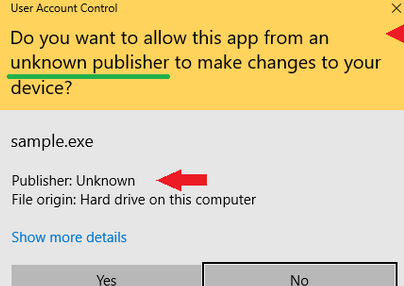 User Account Control
Do you want to allow this app from an
unknown publisher to make changes to your
device?
sample.exe
Publisher: Unknown
File origin: Hard drive on this computer
Show more details
Yes
No